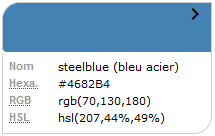 Nom steelblue (bleu acier)
Hexa. #4682B4
RGB rgb(70,130,180)
HSL hsl(207,44%,49%)